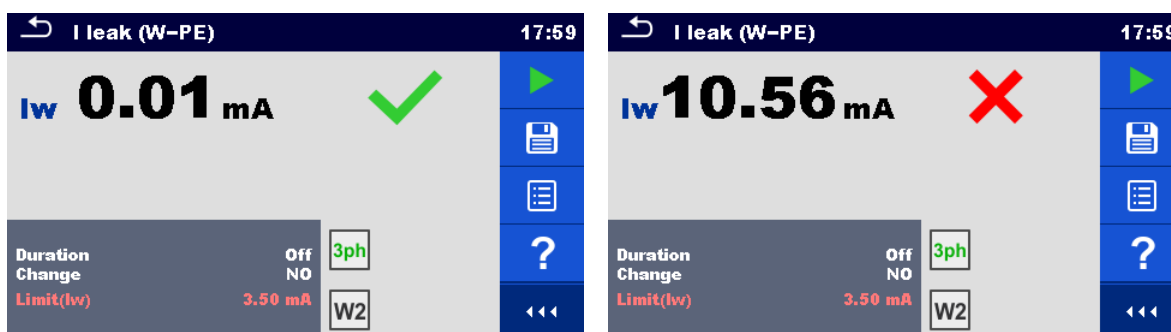 I leak (W-PE) 17:59
Iw 0.01 mA
Duration Off
Change NO
Limit(Iw) 3.50 mA
3ph
W2
?
I leak (W-PE) 17:59
Iw 10.56 mA
Duration Off
Change NO
Limit(Iw) 3.50 mA
3ph
W2
?